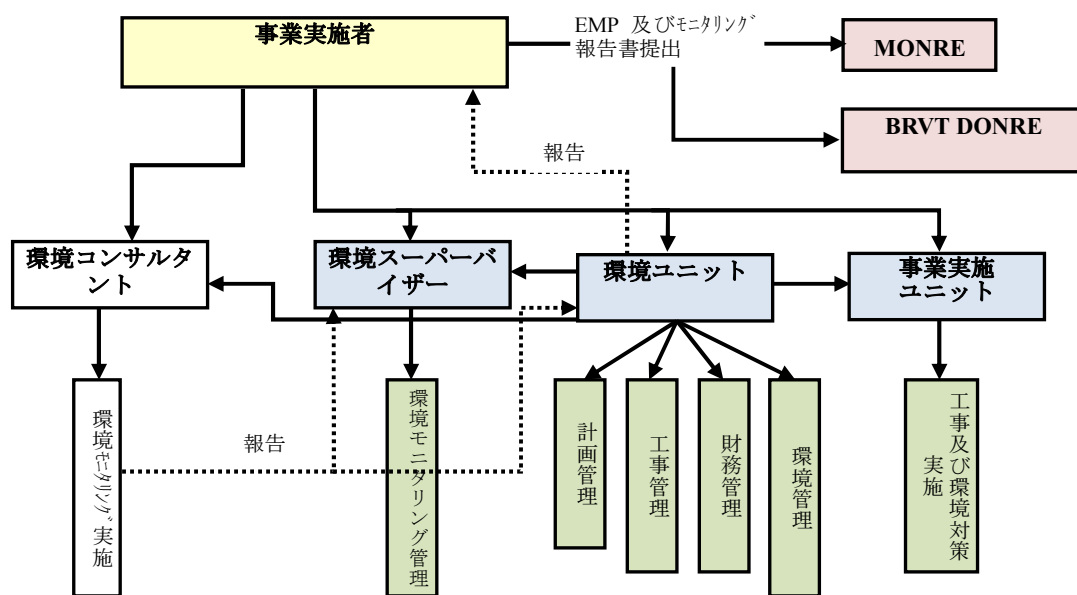 事業実施者
EMP 及びﾓﾆﾀﾘﾝｸﾞ
報告書提出
MONRE
BRVT DONRE
報告
環境コンサルタ
ント
環境スーパーバ
イザー
環境ユニット
事業実施
ユニット
環境ﾓﾆﾀﾘﾝｸﾞ実施
報告
環境モニタリング管理
計画管理
工事管理
財務管理
環境管理
工事及び環境対策
実施